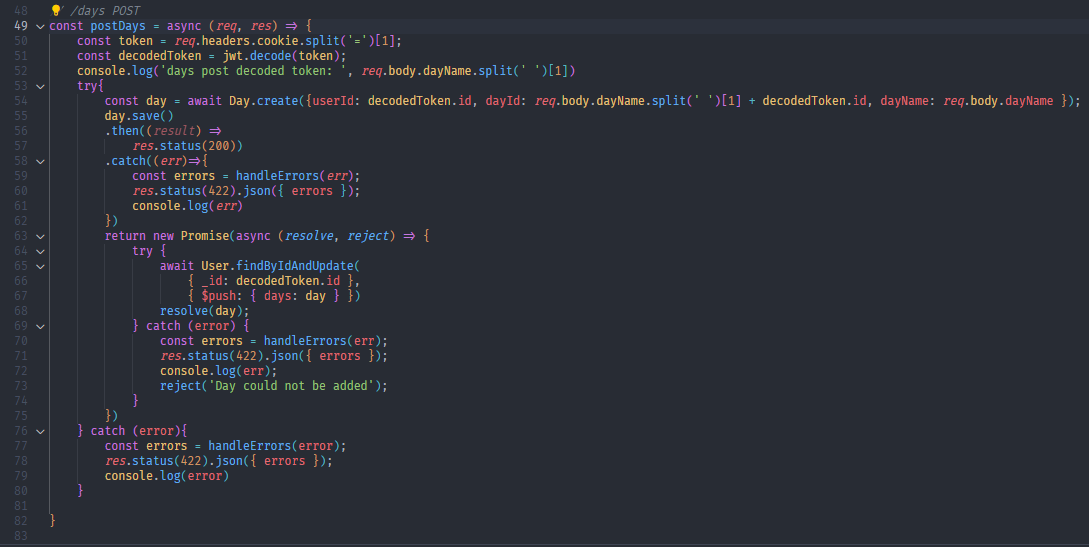 48 /days POST
49 const postDays = async (req, res) => {
50 const token = req.headers.cookie.split('=')[1];
51 const decodedToken = jwt.decode(token);
52 console.log('days post decoded token: ', req.body.dayName.split(' ')[1])
53 try{
54 const day = await Day.create({userId: decodedToken.id, dayId: req.body.dayName.split(' ')[1] + decodedToken.id, dayName: req.body.dayName });
55 day.save()
56 .then((result) =>
57 res.status(200))
58 .catch((err)=>{
59 const errors = handleErrors(err);
60 res.status(422).json({ errors });
61 console.log(err)
62 })
63 return new Promise(async (resolve, reject) => {
64 try {
65 await User.findByIdAndUpdate(
66 { _id: decodedToken.id },
67 { $push: { days: day } })
68 resolve(day);
69 } catch (error) {
70 const errors = handleErrors(err);
71 res.status(422).json({ errors });
72 console.log(err);
73 reject('Day could not be added');
74 }
75 })
76 } catch (error){
77 const errors = handleErrors(error);
78 res.status(422).json({ errors });
79 console.log(error)
80 }
81
82 }
83